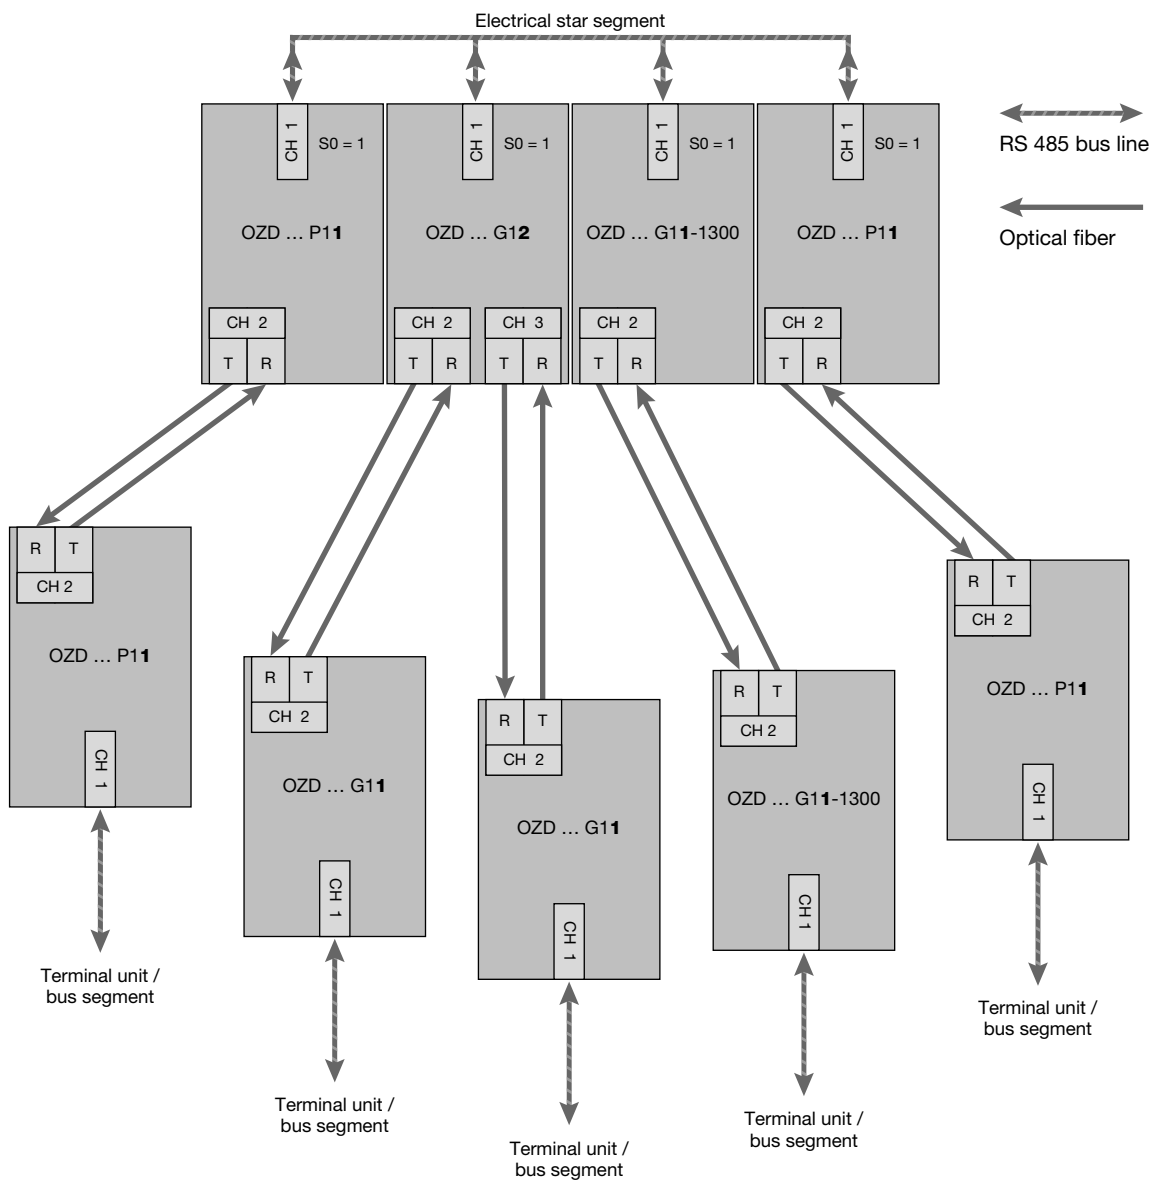 Electrical star segment
CH 1
S0 = 1
CH 1
S0 = 1
CH 1
S0 = 1
CH 1
S0 = 1
RS 485 bus line
Optical fiber
OZD ... P11
OZD ... G12
OZD ... G11-1300
OZD ... P11
CH 2
CH 2
CH 3
CH 2
CH 2
T R
T R
T R
T R
T R
R T
CH 2
OZD ... P11
CH 1
Terminal unit /
bus segment
R T
CH 2
OZD ... G11
CH 1
Terminal unit /
bus segment
R T
CH 2
OZD ... G11
CH 1
Terminal unit /
bus segment
R T
CH 2
OZD ... G11-1300
CH 1
Terminal unit /
bus segment
R T
CH 2
OZD ... P11
CH 1
Terminal unit /
bus segment